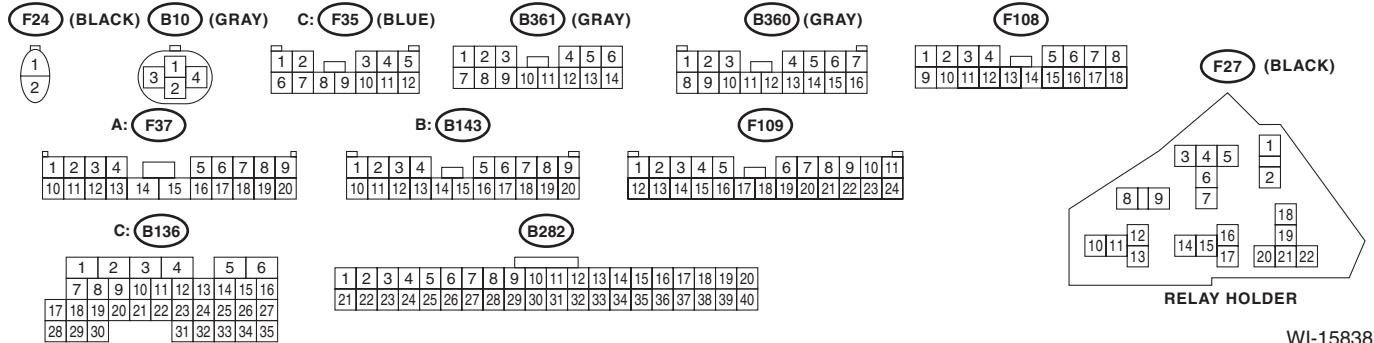 F24 (BLACK) B10 (GRAY) C: F35 (BLUE) B361 (GRAY) B360 (GRAY) F108
1
2
1
3 4
2
1 2 3 4 5
6 7 8 9 10 11 12
1 2 3 4 5 6
7 8 9 10 11 12 13 14
1 2 3 4 5 6 7
8 9 10 11 12 13 14 15 16
1 2 3 4 5 6 7 8
9 10 11 12 13 14 15 16 17 18
A: F37 B: B143 F109
1 2 3 4 5 6 7 8 9
10 11 12 13 14 15 16 17 18 19 20
1 2 3 4 5 6 7 8 9
10 11 12 13 14 15 16 17 18 19 20
1 2 3 4 5 6 7 8 9 10 11
12 13 14 15 16 17 18 19 20 21 22 23 24
C: B136 B282
1 2 3 4 5 6
7 8 9 10 11 12 13 14 15 16
17 18 19 20 21 22 23 24 25 26 27
28 29 30 31 32 33 34 35
1 2 3 4 5 6 7 8 9 10 11 12 13 14 15 16 17 18 19 20
21 22 23 24 25 26 27 28 29 30 31 32 33 34 35 36 37 38 39 40
F27 (BLACK)
1
3 4 5
6 2
8 9 7
18
12 16 19
10 11 14 15
13 17 20 21 22
RELAY HOLDER
WI-15838